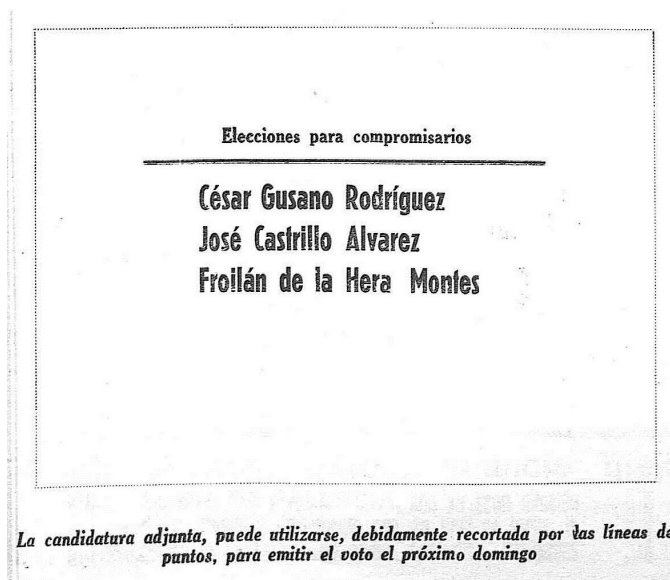 Elecciones para compromisarios
César Gusano Rodríguez
José Castrillo Alvarez
Froilán de la Hera Montes
La candidatura adjunta, puede utilizarse, debidamente recortada por las líneas de
puntos, para emitir el voto el próximo domingo